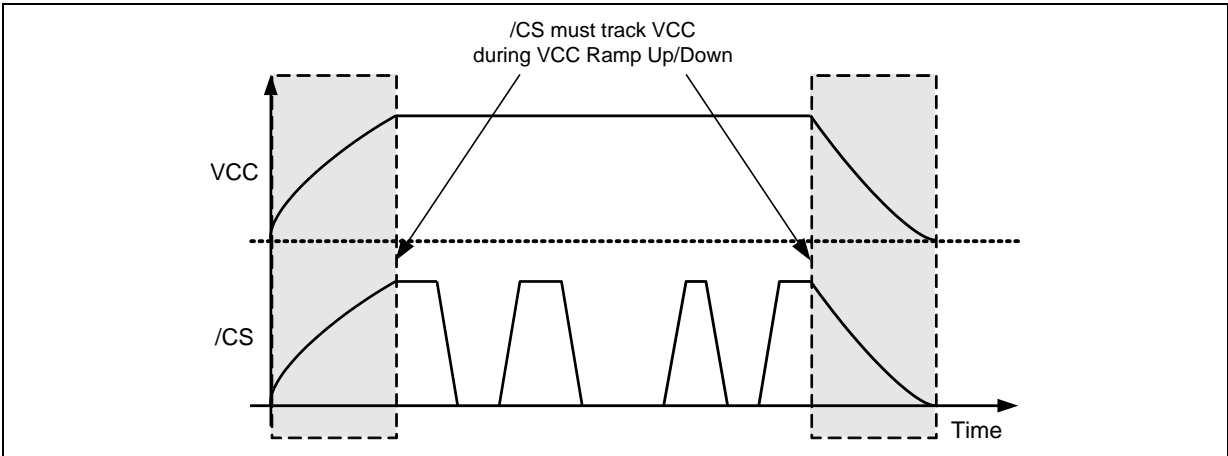 /CS must track VCC
during VCC Ramp Up/Down
VCC
/CS
Time